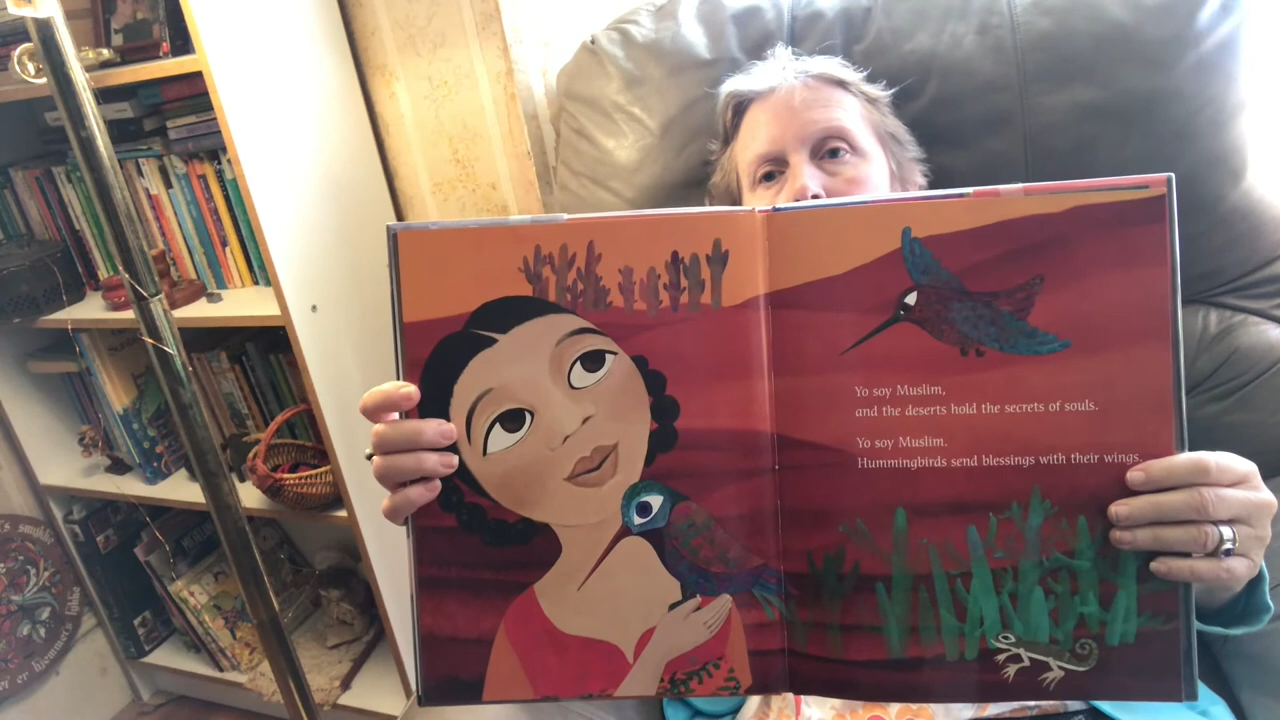 Yo soy Muslim,
and the deserts hold the secrets of souls.
Yo soy Muslim.
Hummingbirds send blessings with their wings.